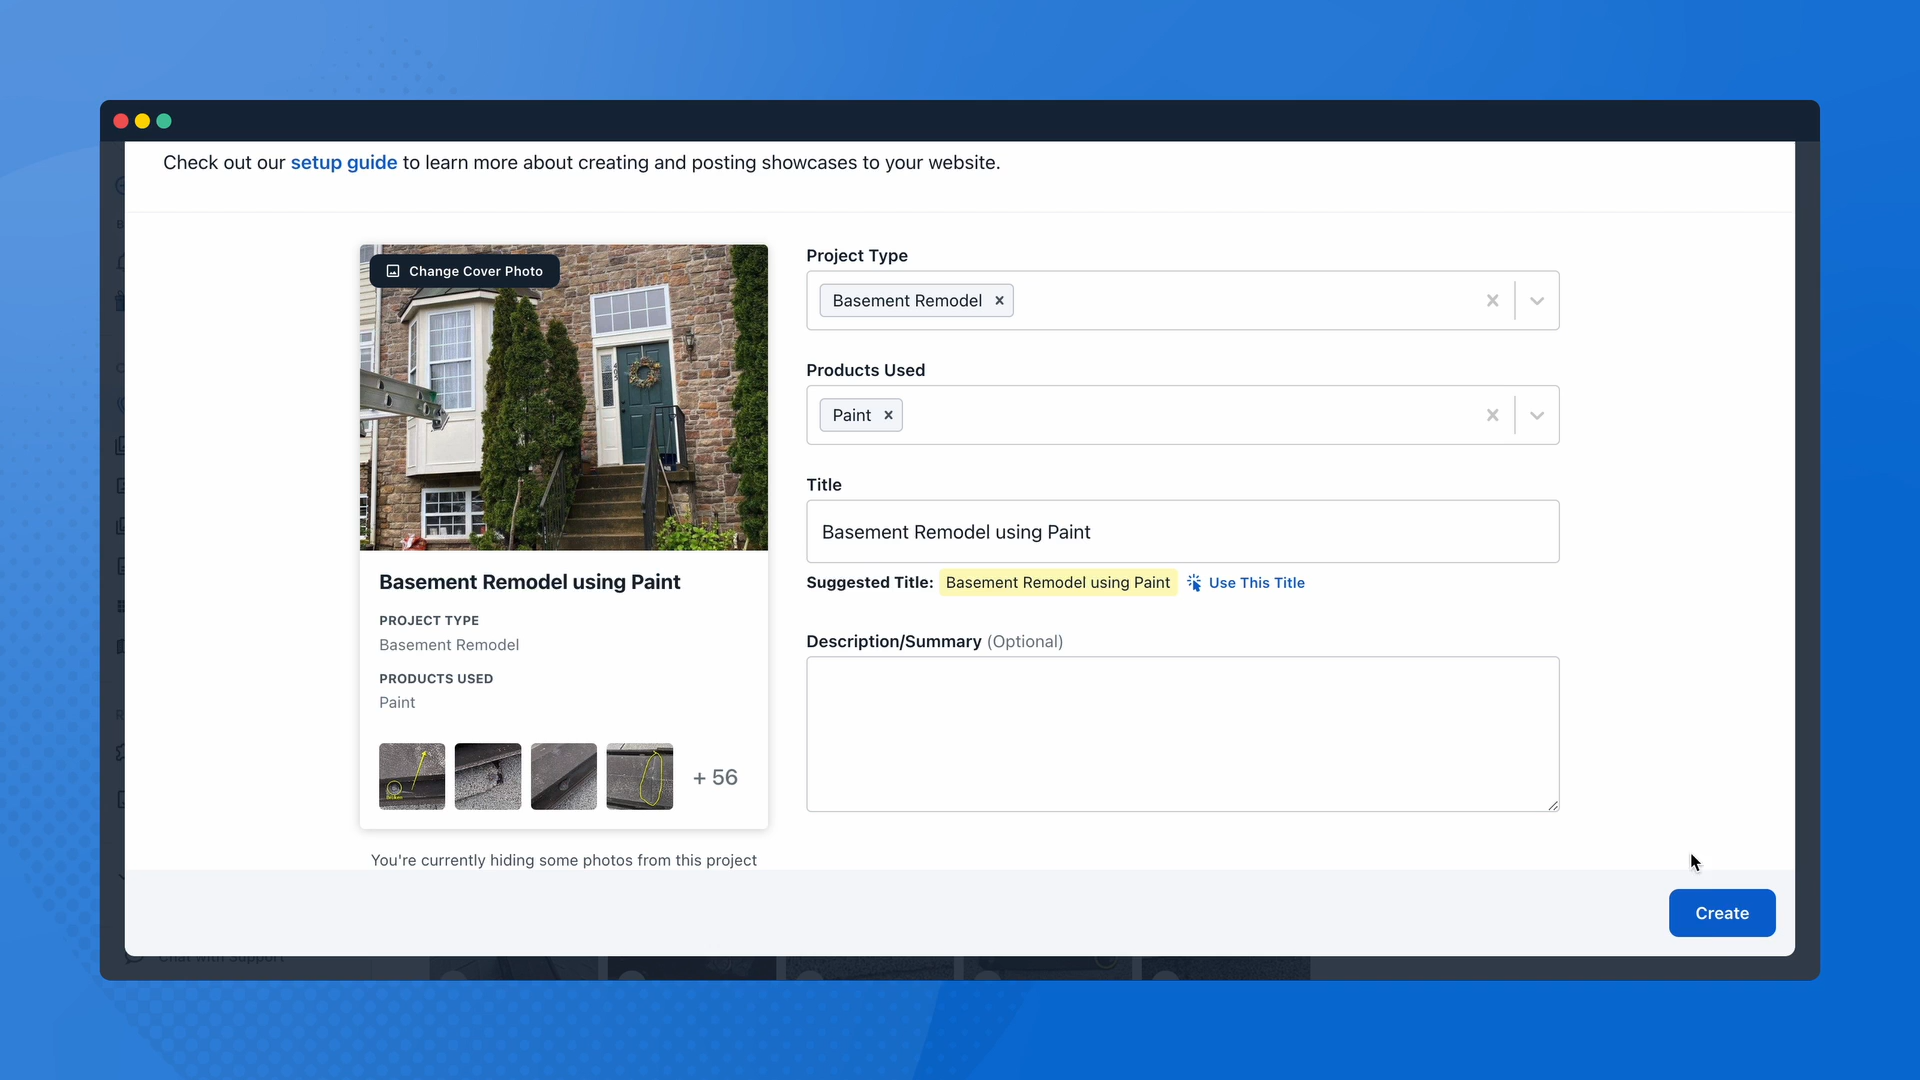 Check out our setup guide to learn more about creating and posting showcases to your website.
Change Cover Photo
Basement Remodel using Paint
PROJECT TYPE
Basement Remodel
PRODUCTS USED
Paint
+ 56
You're currently hiding some photos from this project
Project Type
Basement Remodel
Products Used
Paint
Title
Basement Remodel using Paint
Suggested Title: Basement Remodel using Paint Use This Title
Description/Summary (Optional)
Create
Chat with Support